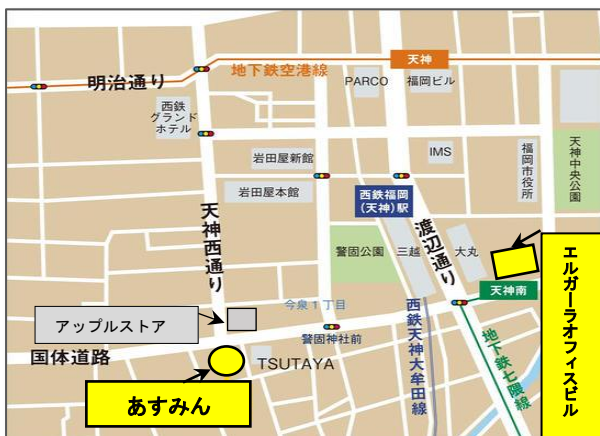 天神
地下鉄空港線
明治通り
PARCO
福岡ビル
西鉄
グランド
ホテル
岩田屋新館
IMS
福岡市役所
天神中央公園
岩田屋本館
西鉄福岡
(天神)駅
天神西通り
渡辺通り
警固公園
三越
大丸
エルガーラオフィスビル
天神南
今泉1丁目
アップルストア
警固神社前
国体道路
TSUTAYA
西鉄天神大牟田線
地下鉄七隈線
あすみん